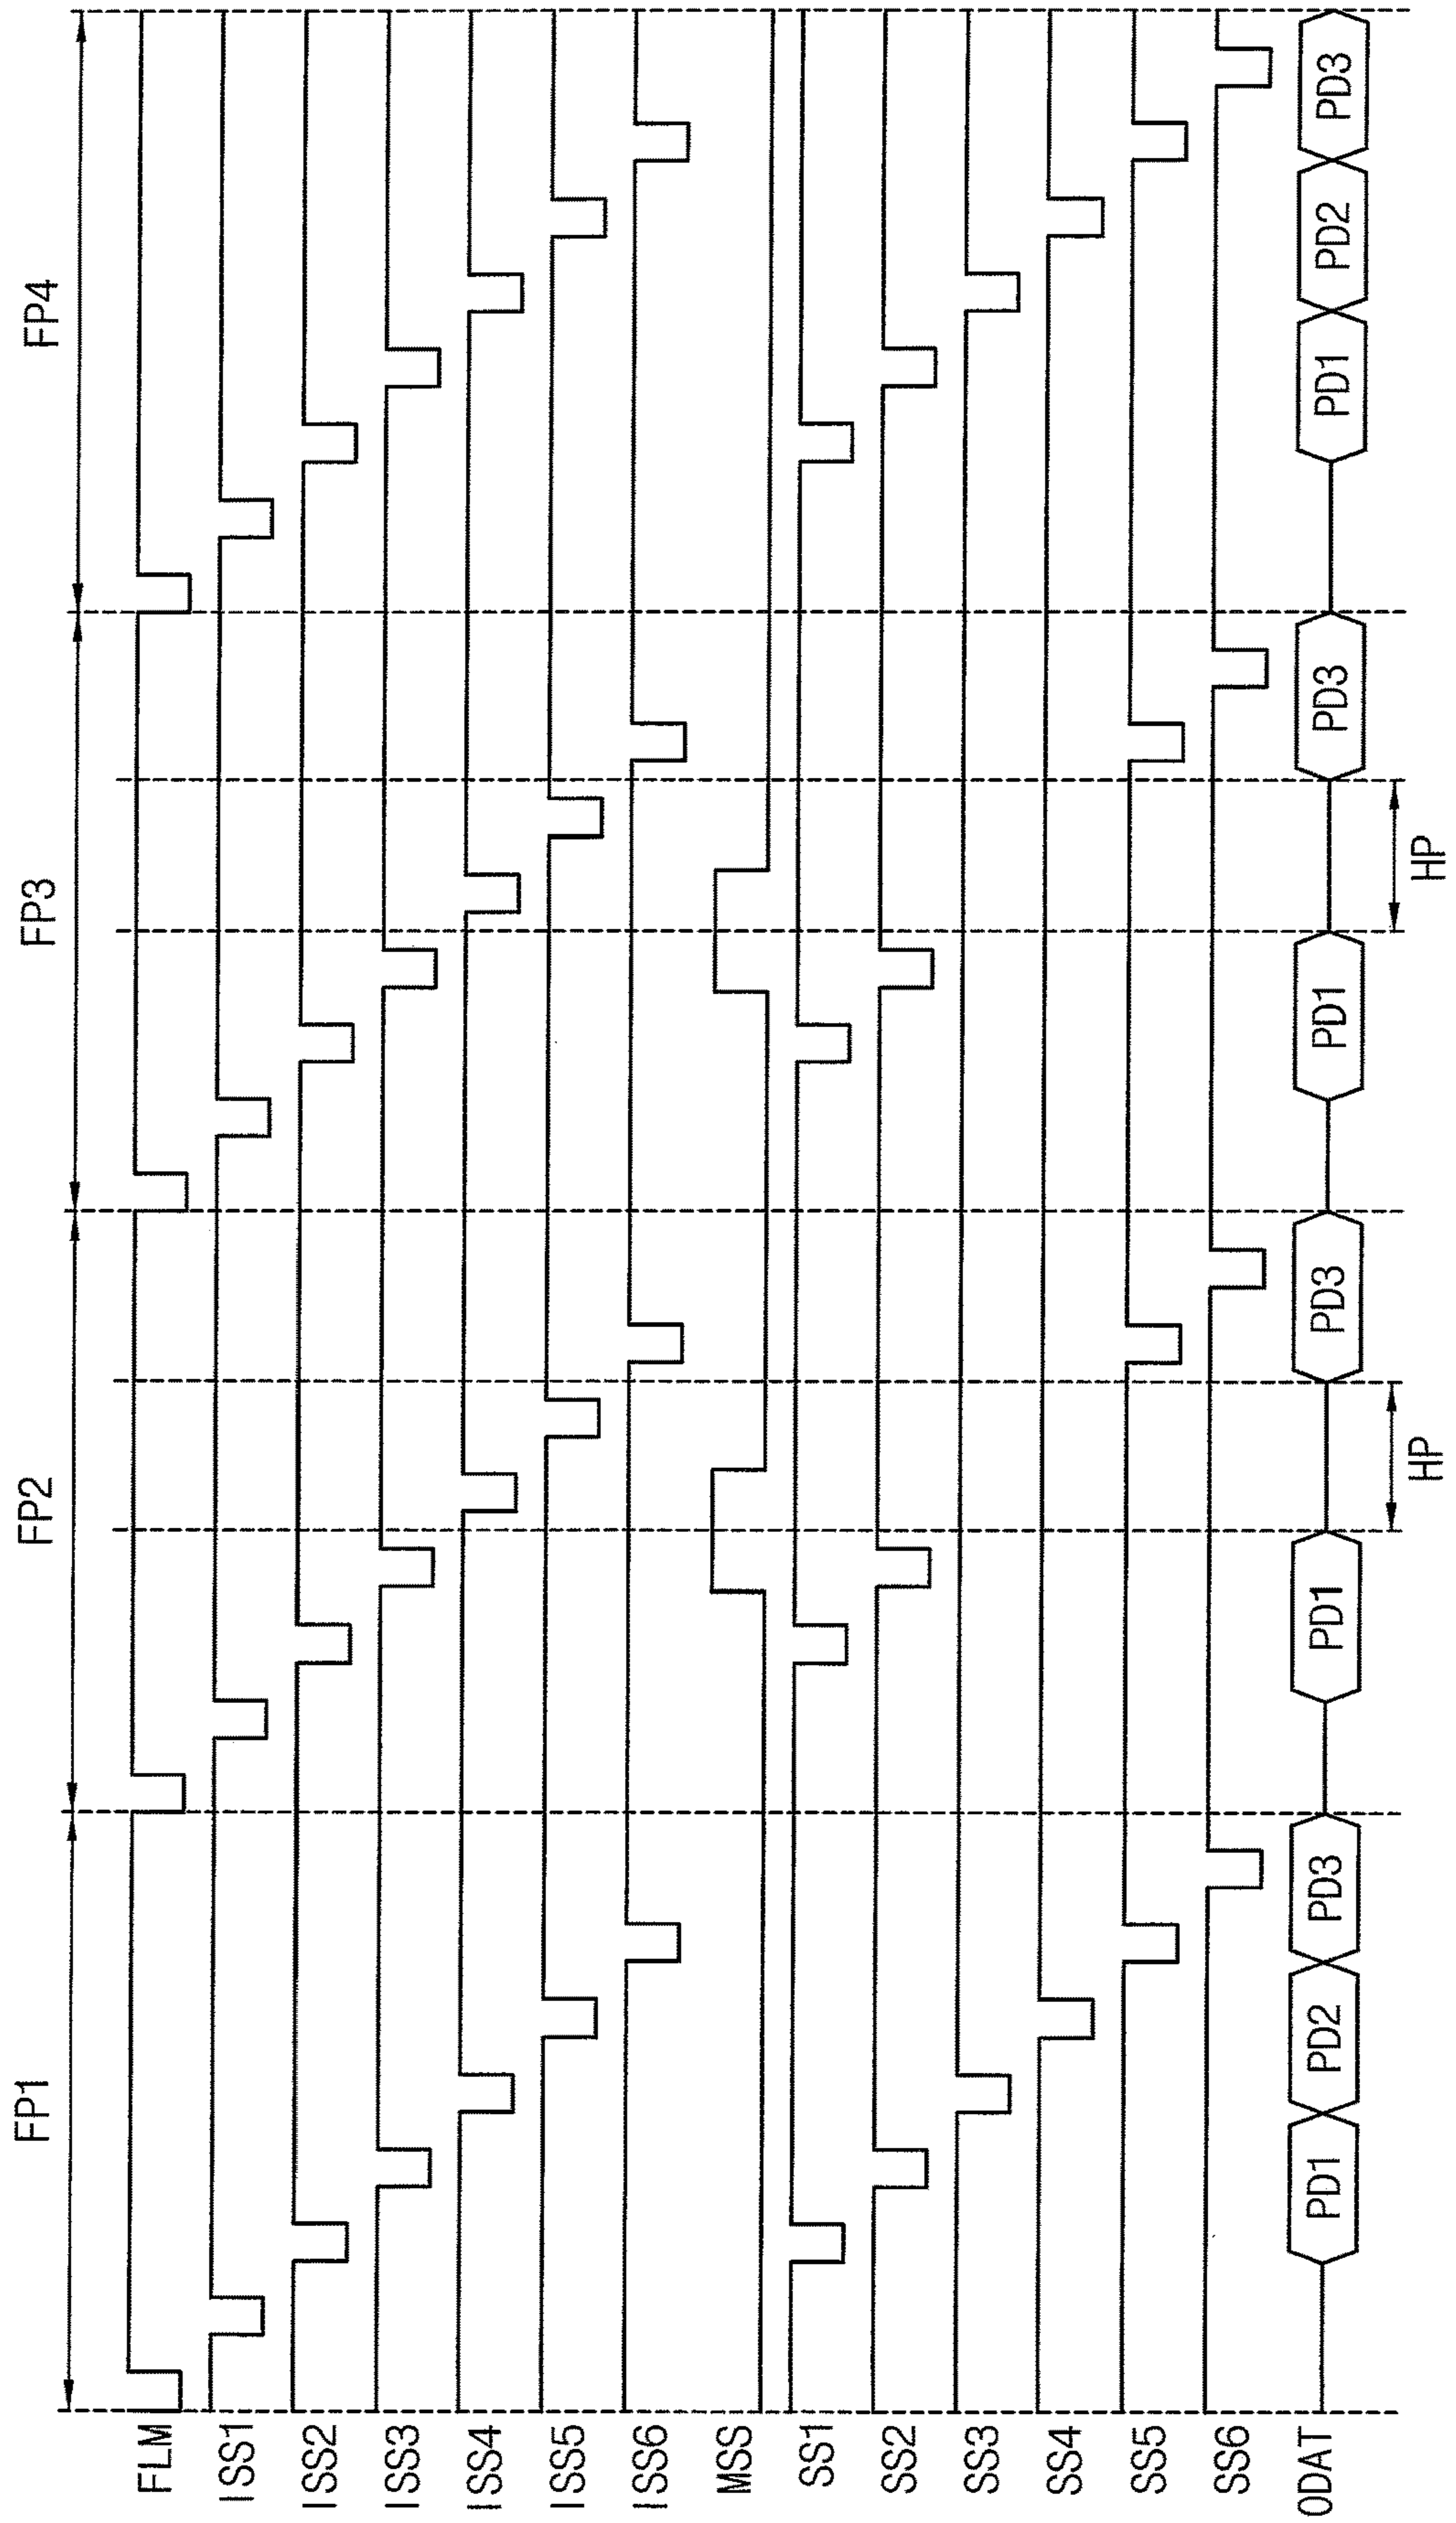 FP1 FP2 FP3 FP4
FLM
ISS1
ISS2
ISS3
ISS4
ISS5
ISS6
MSS
SS1
SS2
SS3
SS4
SS5
SS6
ODAT PD1 PD2 PD3 PD1 PD3 PD1 PD3 PD1 PD2 PD3
HP HP